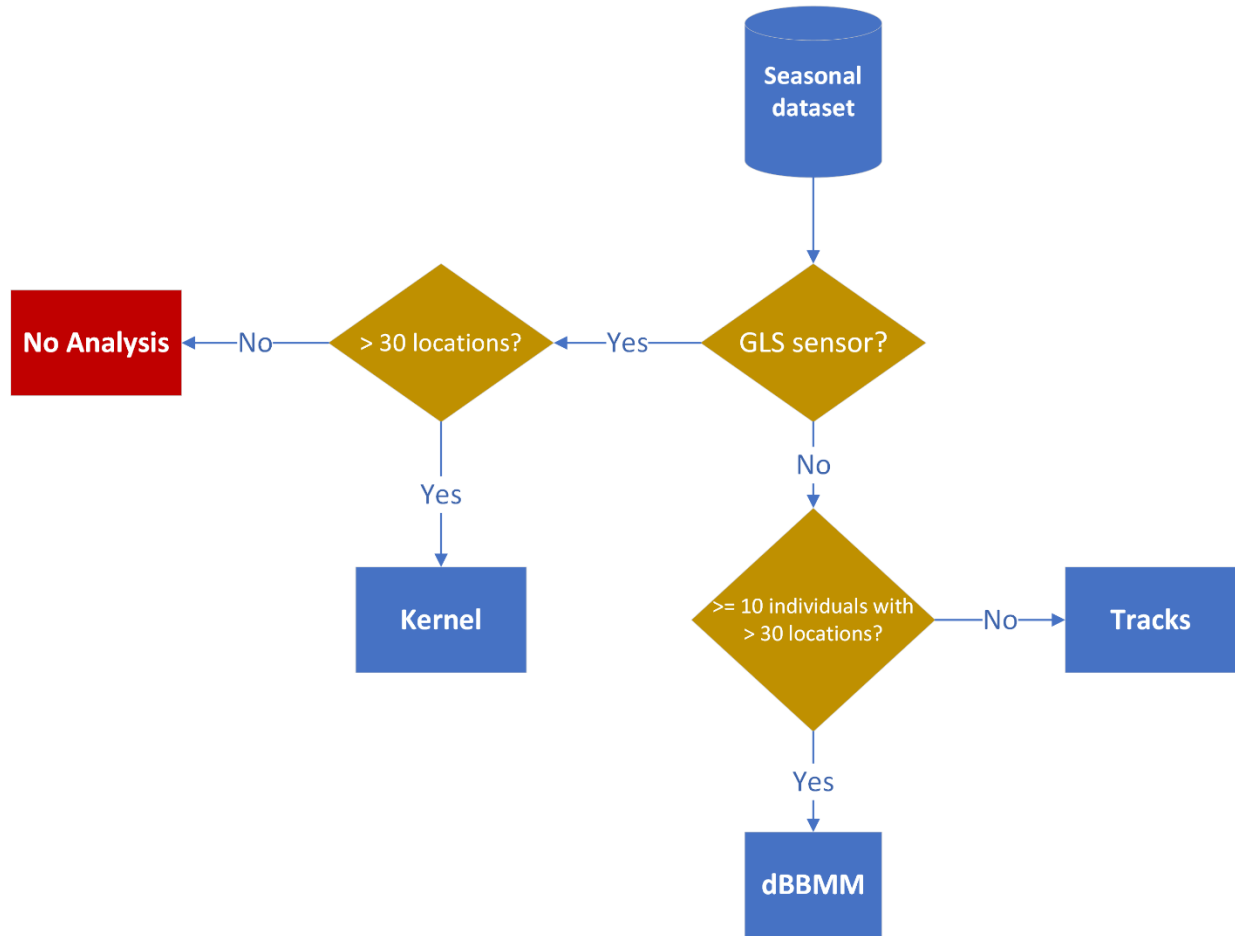 Seasonal
dataset
No Analysis
No
> 30 locations?
Yes
GLS sensor?
No
Yes
Kernel
>= 10 individuals with
> 30 locations?
No
Tracks
Yes
dBBMM